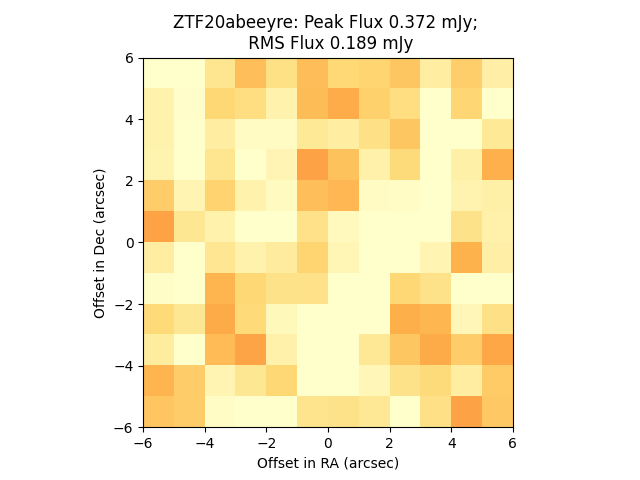 ZTF20abeeyre: Peak Flux 0.372 mJy;
RMS Flux 0.189 mJy
6
4
2
0
−2
−4
−6
Offset in Dec (arcsec)
−6 −4 −2 0 2 4 6
Offset in RA (arcsec)